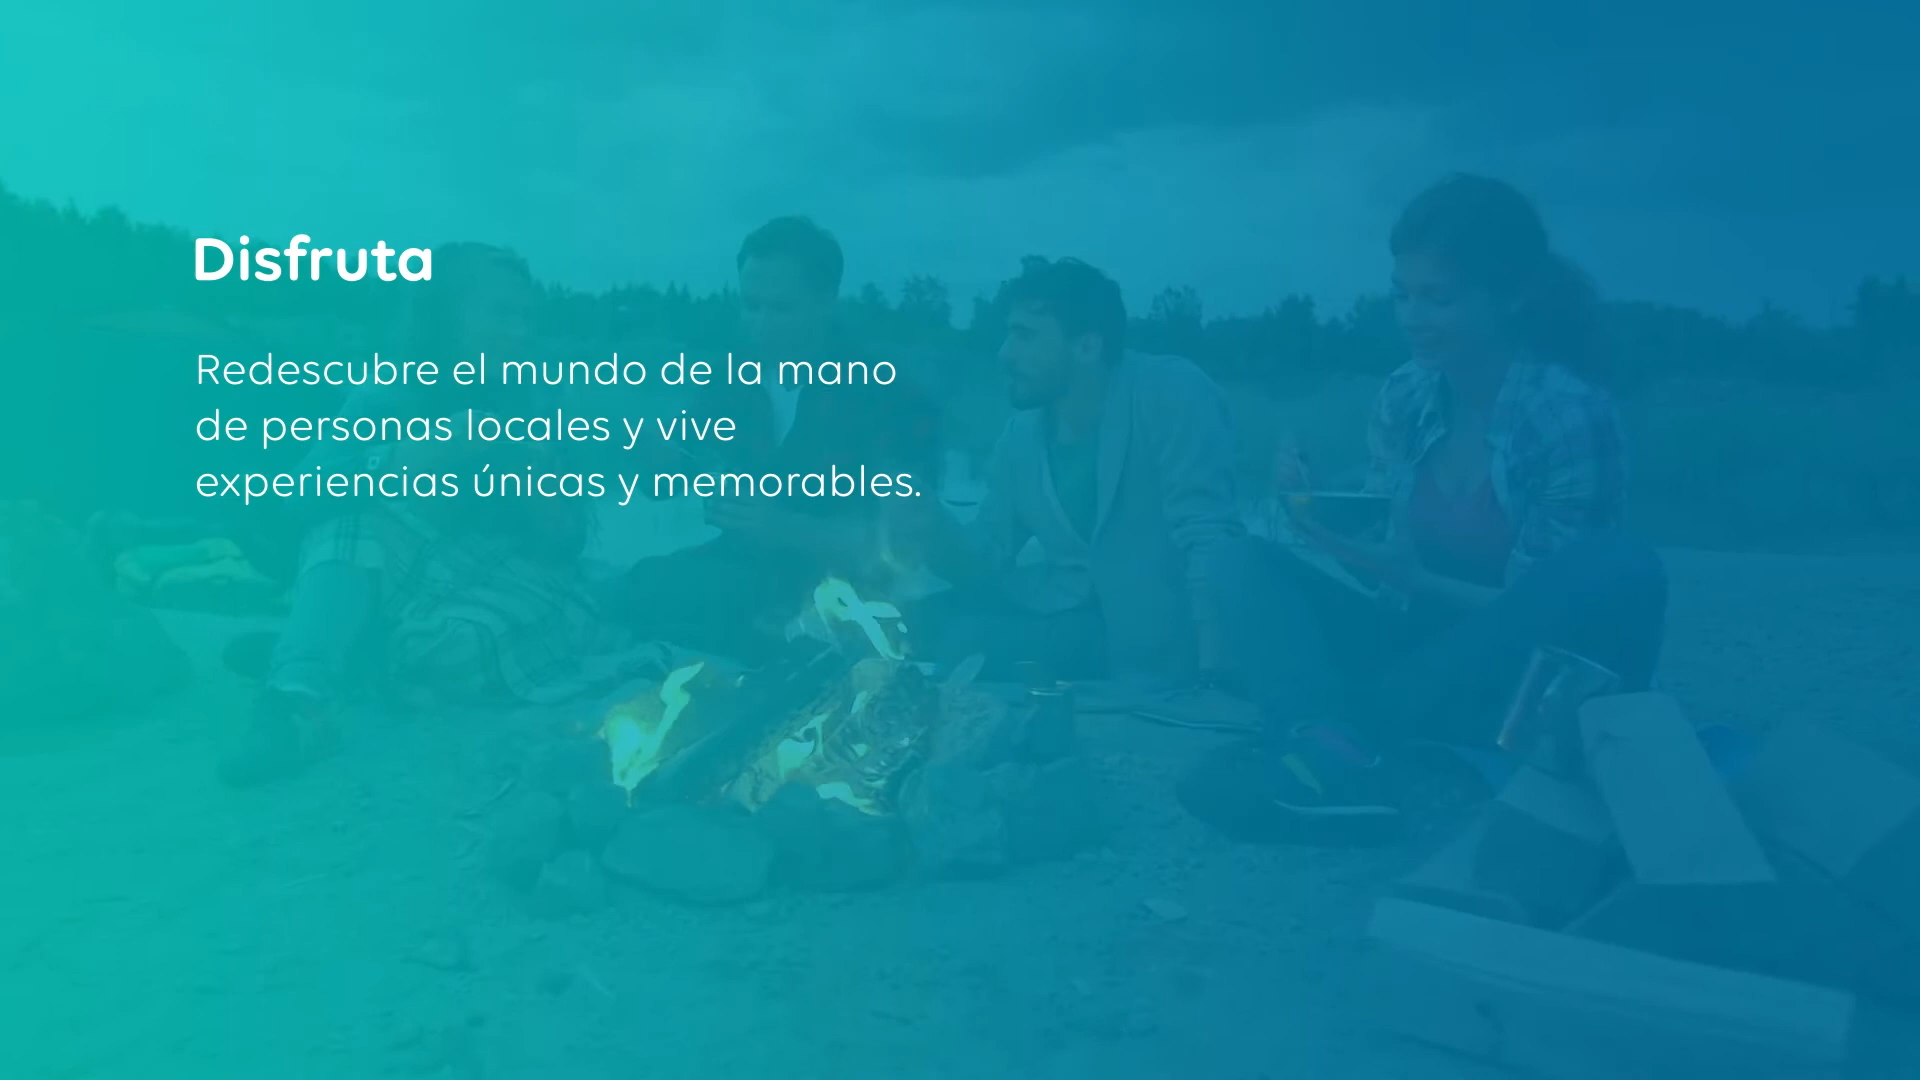 Disfruta
Redescubre el mundo de la mano
de personas locales y vive
experiencias únicas y memorables.